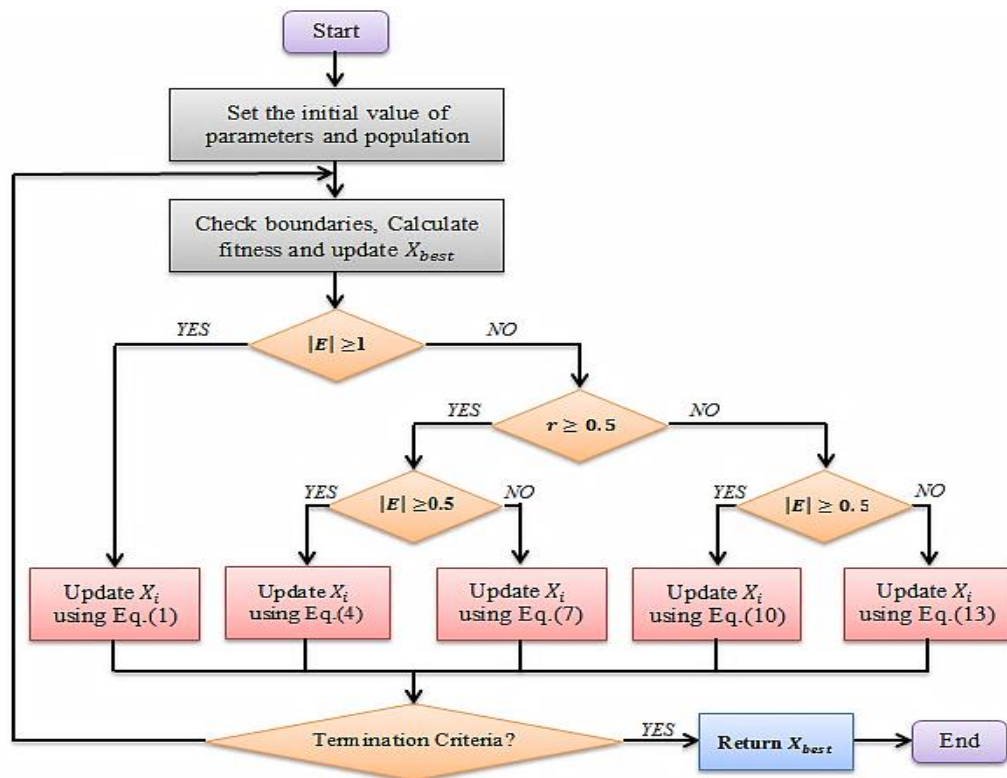 Start
Set the initial value of
parameters and population
Check boundaries, Calculate
fitness and update X_best
YES
NO
|E| ≥1
YES
NO
r ≥ 0.5
YES
|E| ≥0.5
NO
YES
|E| ≥ 0.5
NO
Update X_i
using Eq.(1)
Update X_i
using Eq.(4)
Update X_i
using Eq.(7)
Update X_i
using Eq.(10)
Update X_i
using Eq.(13)
Termination Criteria?
YES
Return X_best
End